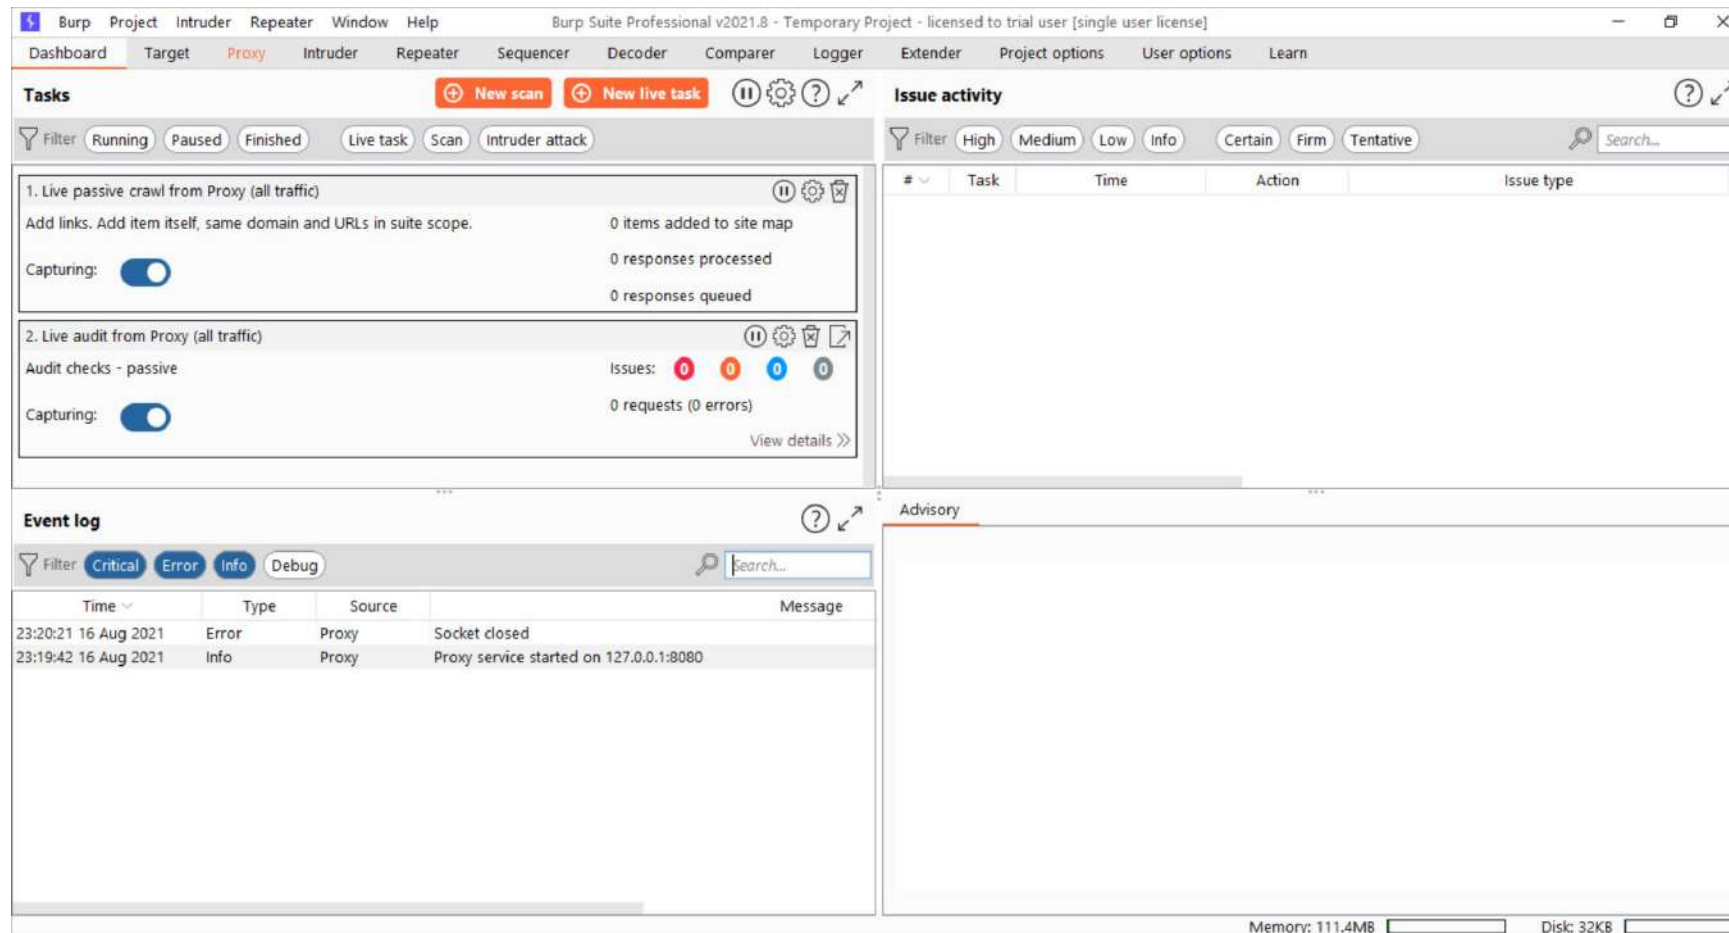 Burp Project Intruder Repeater Window Help Burp Suite Professional v2021.8 - Temporary Project - licensed to trial user [single user license]
Dashboard Target Proxy Intruder Repeater Sequencer Decoder Comparer Logger Extender Project options User options Learn
Tasks
New scan
New live task
Filter Running Paused Finished Live task Scan Intruder attack
1. Live passive crawl from Proxy (all traffic)
Add links. Add item itself, same domain and URLs in suite scope.
0 items added to site map
Capturing:
0 responses processed
0 responses queued
2. Live audit from Proxy (all traffic)
Audit checks - passive
Issues: 0 0 0 0
Capturing:
0 requests (0 errors)
View details
Issue activity
Filter High Medium Low Info Certain Firm Tentative Search...
# Task Time Action Issue type
Event log
Filter Critical Error Info Debug Search...
Time Type Source Message
23:20:21 16 Aug 2021 Error Proxy Socket closed
23:19:42 16 Aug 2021 Info Proxy Proxy service started on 127.0.0.1:8080
Advisory
Memory: 111.4MB Disk: 32KB